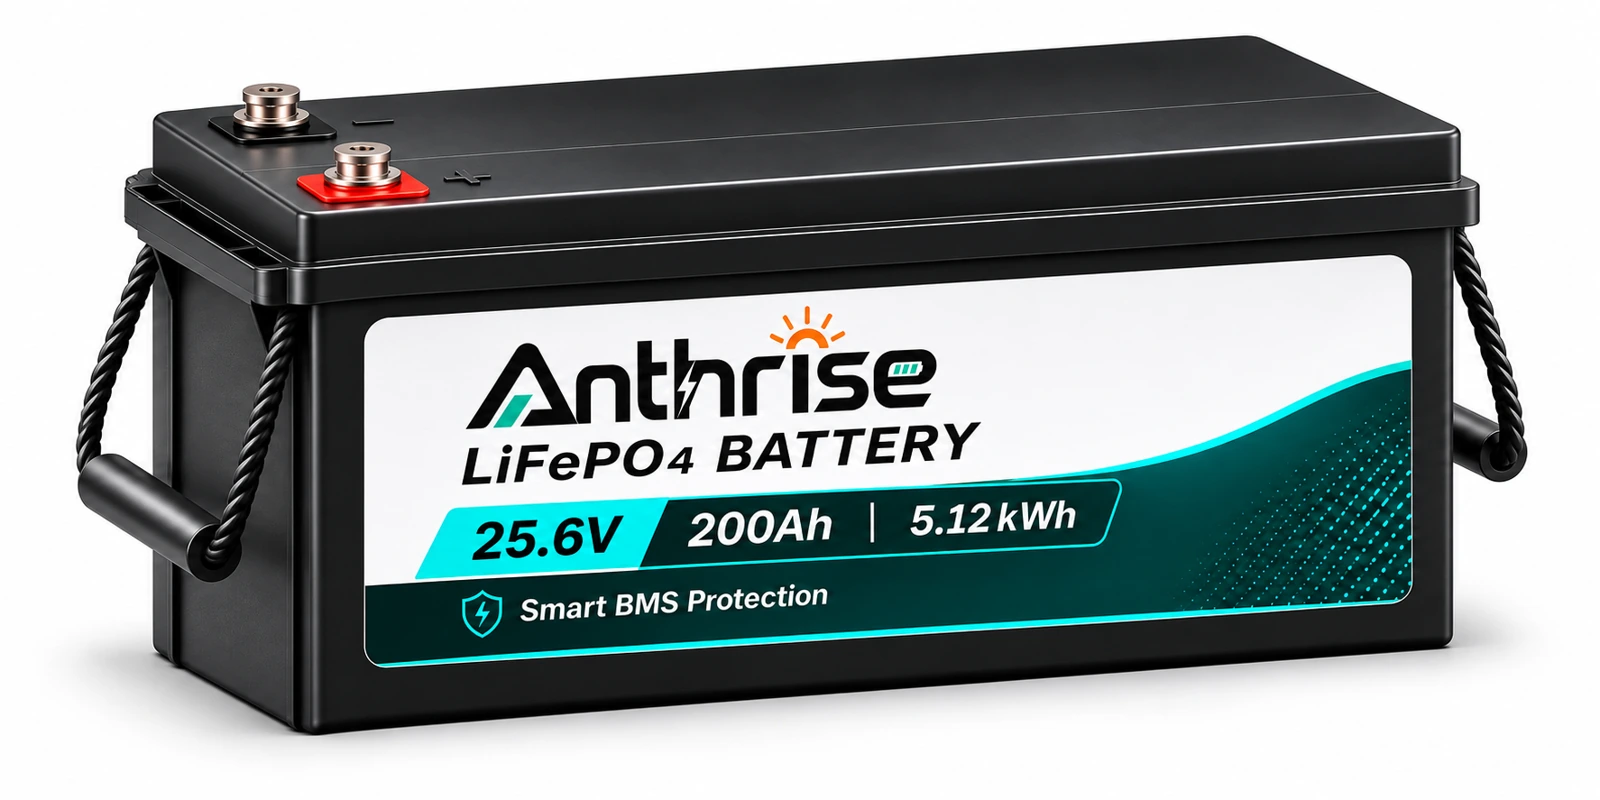 −
+
Anthrise
LiFePO4 BATTERY
25.6V 200Ah | 5.12kWh
Smart BMS Protection